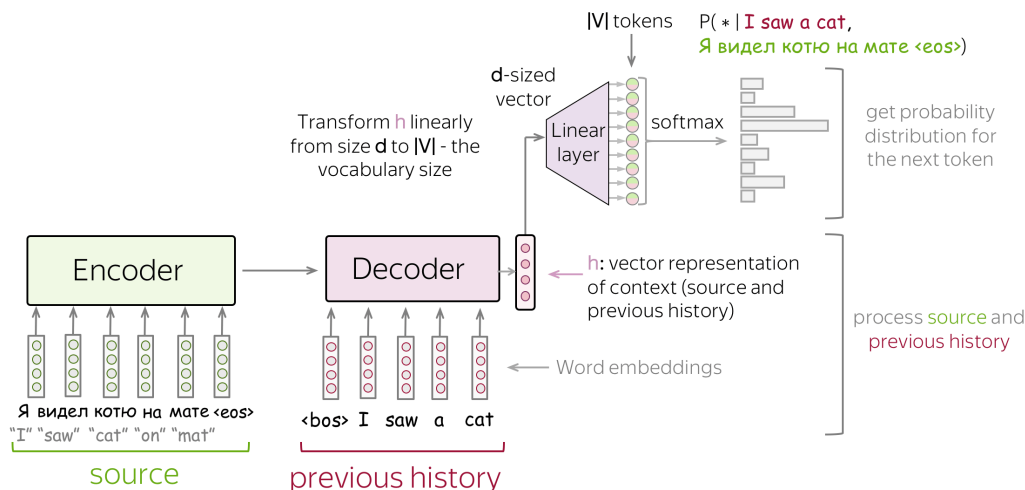 |V| tokens
P( * | I saw a cat,
Я видел котю на мате <eos>)
d-sized
vector
Transform h linearly
from size d to |V| - the
vocabulary size
Linear
layer
softmax
get probability
distribution for
the next token
Encoder
Decoder
h: vector representation
of context (source and
previous history)
process source and
previous history
Word embeddings
Я видел котю на мате <eos>
"I" "saw" "cat" "on" "mat"
<bos> I saw a cat
source
previous history